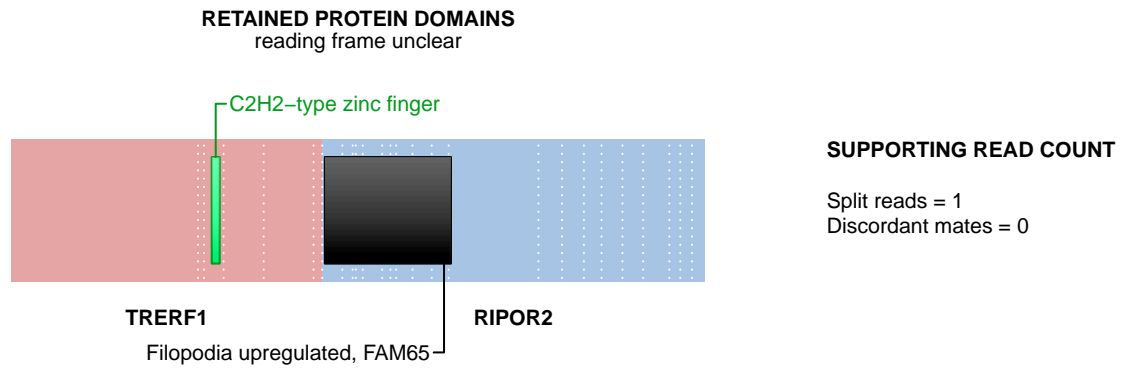 RETAINED PROTEIN DOMAINS
reading frame unclear
C2H2−type zinc finger
SUPPORTING READ COUNT
Split reads = 1
Discordant mates = 0
TRERF1
RIPOR2
Filopodia upregulated, FAM65